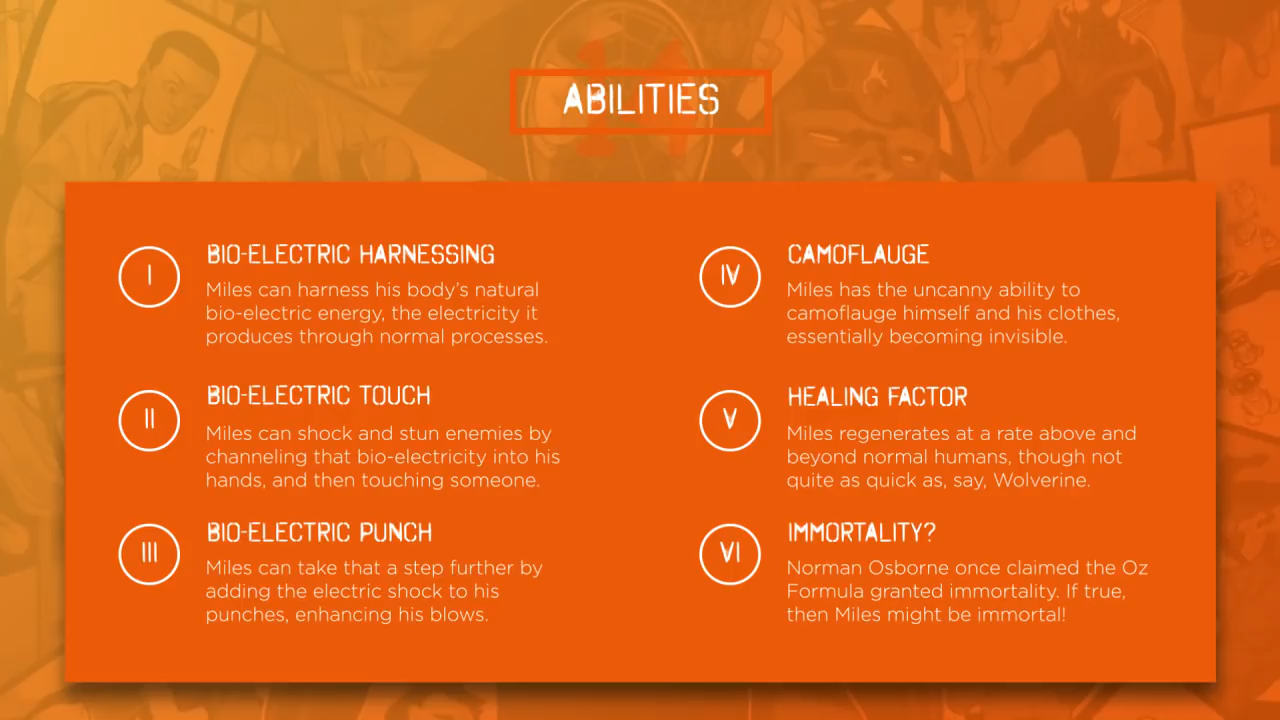 14
ABILITIES
I
BIO-ELECTRIC HARNESSING
Miles can harness his body’s natural
bio-electric energy, the electricity it
produces through normal processes.
II
BIO-ELECTRIC TOUCH
Miles can shock and stun enemies by
channeling that bio-electricity into his
hands, and then touching someone.
III
BIO-ELECTRIC PUNCH
Miles can take that a step further by
adding the electric shock to his
punches, enhancing his blows.
IV
CAMOFLAUGE
Miles has the uncanny ability to
camoflauge himself and his clothes,
essentially becoming invisible.
V
HEALING FACTOR
Miles regenerates at a rate above and
beyond normal humans, though not
quite as quick as, say, Wolverine.
VI
IMMORTALITY?
Norman Osborne once claimed the Oz
Formula granted immortality. If true,
then Miles might be immortal!